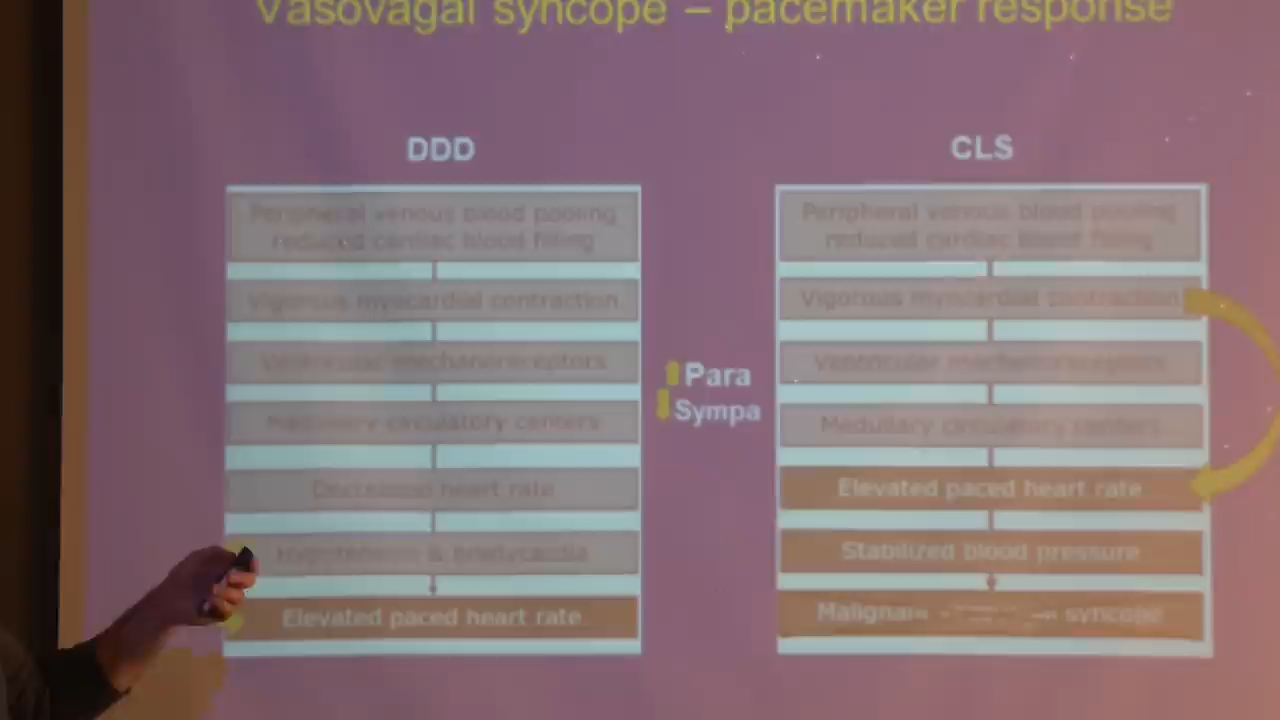 Vasovagal syncope – pacemaker response
DDD
Peripheral venous blood pooling
reduced cardiac blood filling
Vigorous myocardial contraction
Ventricular mechanoreceptors
Medullary circulatory centers
Decreased heart rate
Hypotension & bradycardia
Elevated paced heart rate
Para
Sympa
CLS
Peripheral venous blood pooling
reduced cardiac blood filling
Vigorous myocardial contraction
Ventricular mechanoreceptors
Medullary circulatory centers
Elevated paced heart rate
Stabilized blood pressure
syncope